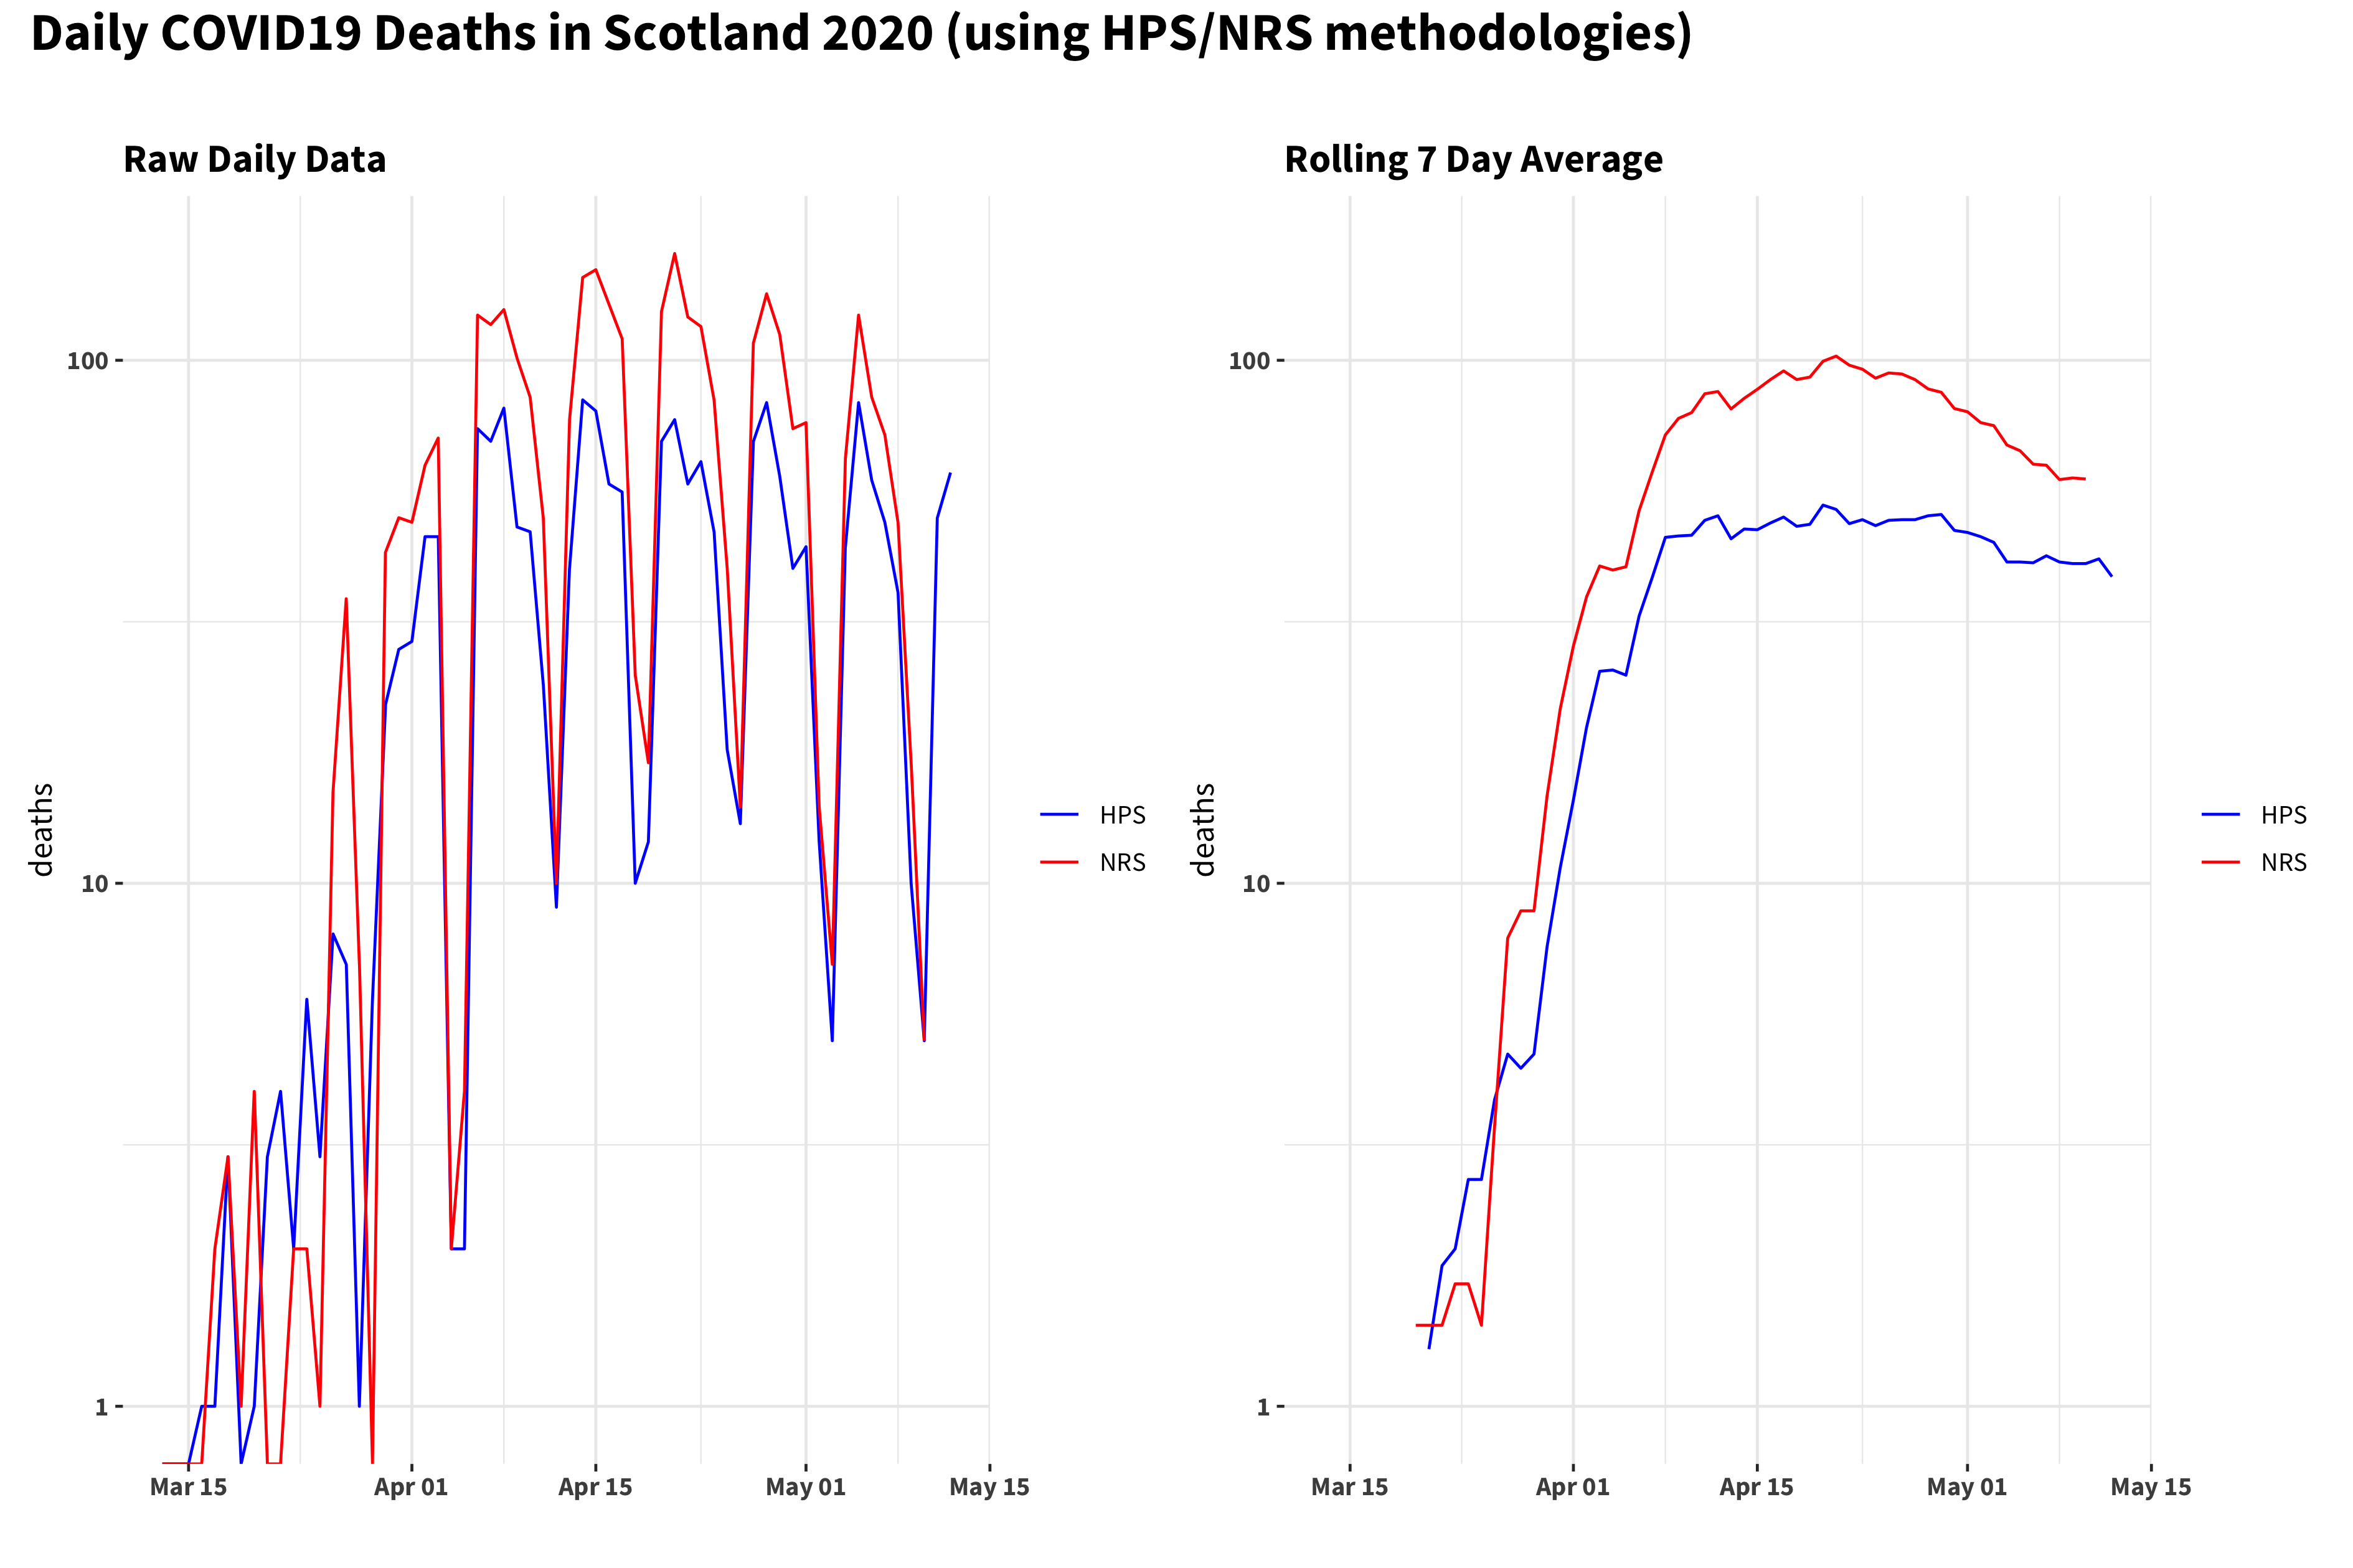 Daily COVID19 Deaths in Scotland 2020 (using HPS/NRS methodologies)
Raw Daily Data
deaths
100
10
1
Mar 15 Apr 01 Apr 15 May 01 May 15
HPS
NRS
Rolling 7 Day Average
deaths
100
10
1
Mar 15 Apr 01 Apr 15 May 01 May 15
HPS
NRS